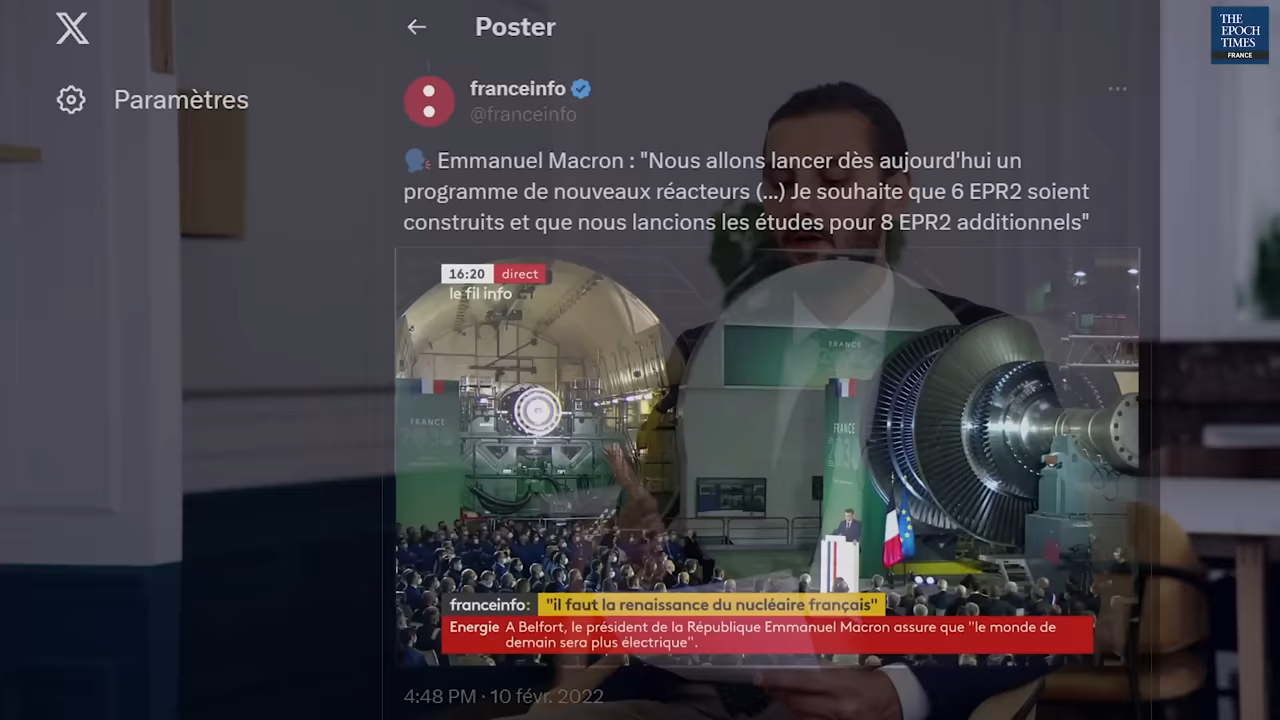 Poster
THE
EPOCH
TIMES
FRANCE
Paramètres
franceinfo
@franceinfo
Emmanuel Macron : "Nous allons lancer dès aujourd'hui un
programme de nouveaux réacteurs (...) Je souhaite que 6 EPR2 soient
construits et que nous lancions les études pour 8 EPR2 additionnels"
16:20 direct
le fil info
FRANCE
FRANCE
FRANCE
franceinfo: "il faut la renaissance du nucléaire français"
Energie A Belfort, le président de la République Emmanuel Macron assure que "le monde de
demain sera plus électrique".
4:48 PM · 10 févr. 2022